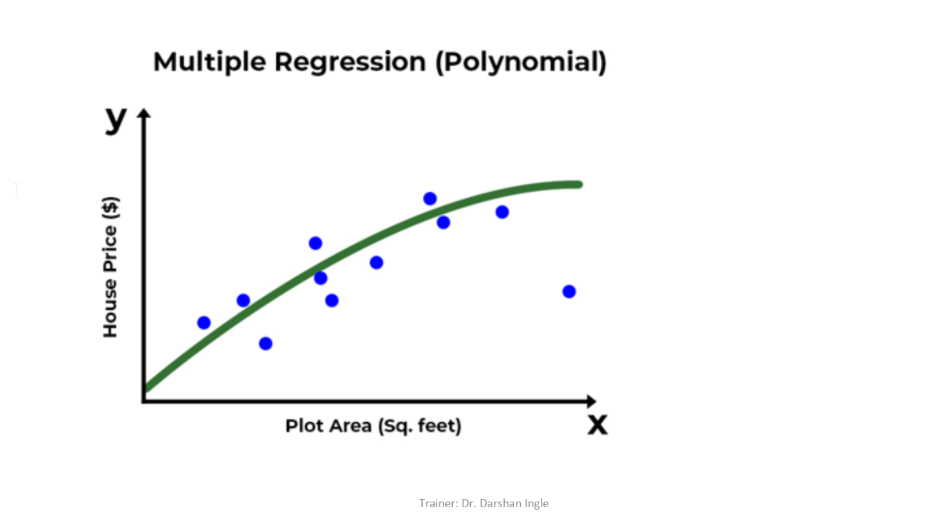 Multiple Regression (Polynomial)
y
House Price ($)
Plot Area (Sq. feet)
x
Trainer: Dr. Darshan Ingle